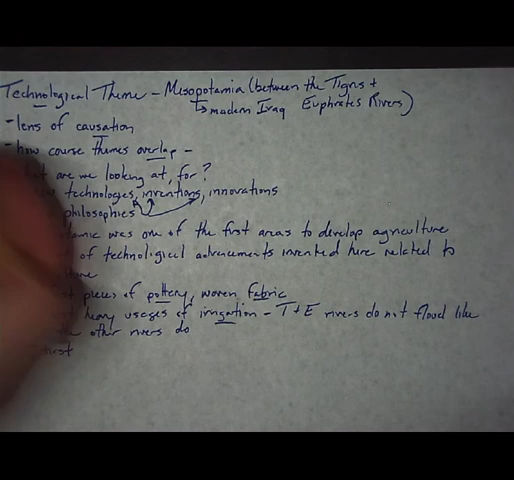 Technological Theme - Mesopotamia (between the Tigris +
↳ modern Iraq Euphrates Rivers)
- lens of causation
- how course themes overlap -
are we looking at, for?
technologies, inventions, innovations
philosophies
was one of the first areas to develop agriculture
of technological advancements invented here related to
pieces of pottery, woven fabric
heavy usages of irrigation - T+E rivers do not flood like
other rivers do
first